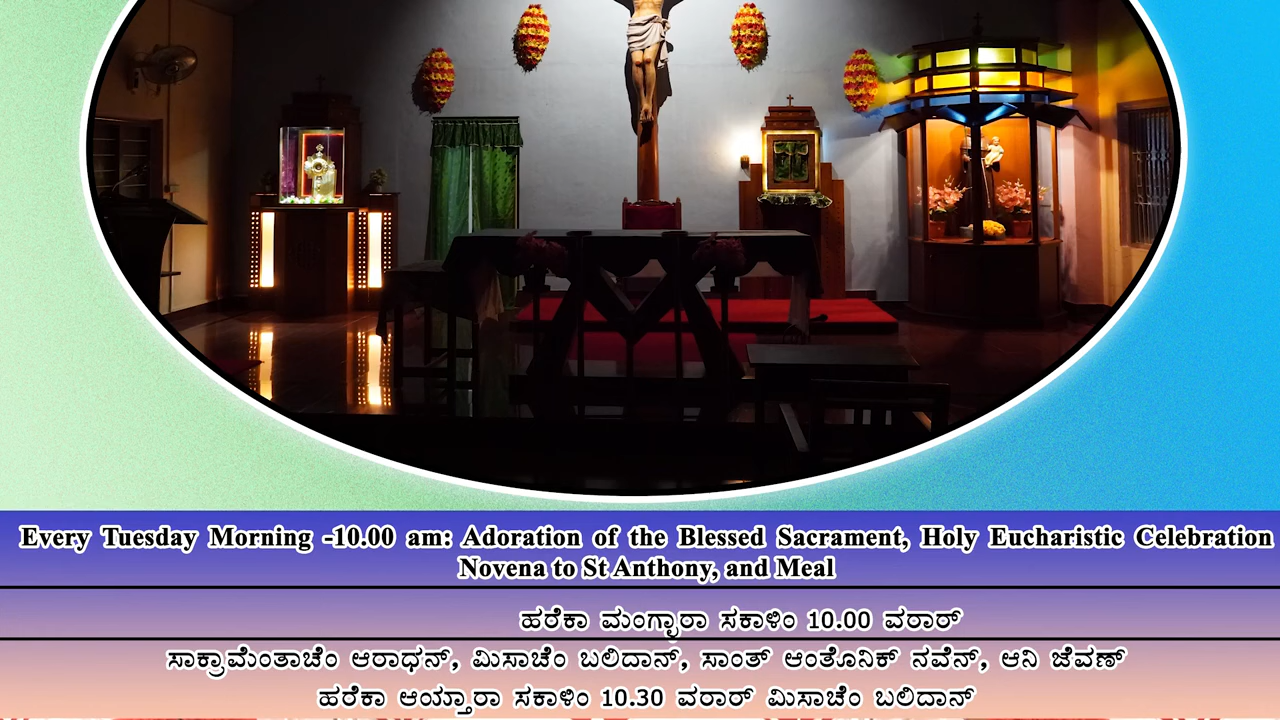 Every Tuesday Morning -10.00 am: Adoration of the Blessed Sacrament, Holy Eucharistic Celebration
Novena to St Anthony, and Meal
ಹರೆಕಾ ಮಂಗ್ಳಾರಾ ಸಕಾಳಿಂ 10.00 ವರಾರ್
ಸಾಕ್ರಾಮೆಂತಾಚೆಂ ಆರಾಧನ್, ಮಿಸಾಚೆಂ ಬಲಿದಾನ್, ಸಾಂತ್ ಆಂತೊನಿಕ್ ನವೆನ್, ಆನಿ ಜೆವಣ್
ಹರೆಕಾ ಆಯ್ತಾರಾ ಸಕಾಳಿಂ 10.30 ವರಾರ್ ಮಿಸಾಚೆಂ ಬಲಿದಾನ್